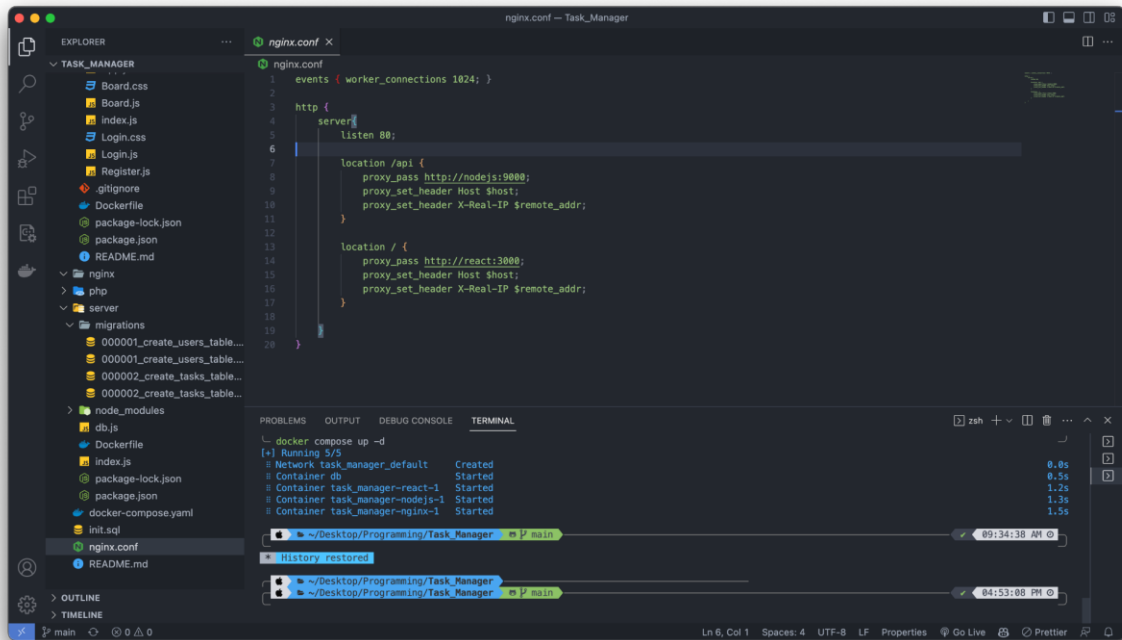 nginx.conf — Task_Manager
EXPLORER
TASK_MANAGER
Board.css
Board.js
index.js
Login.css
Login.js
Register.js
.gitignore
Dockerfile
package-lock.json
package.json
README.md
nginx
php
server
migrations
000001_create_users_table....
000001_create_users_table....
000002_create_tasks_table...
000002_create_tasks_table...
node_modules
db.js
Dockerfile
index.js
package-lock.json
package.json
docker-compose.yaml
init.sql
nginx.conf
README.md
OUTLINE
TIMELINE
nginx.conf
nginx.conf
1 events { worker_connections 1024; }
2
3 http {
4 server{
5 listen 80;
6
7 location /api {
8 proxy_pass http://nodejs:9000;
9 proxy_set_header Host $host;
10 proxy_set_header X-Real-IP $remote_addr;
11 }
12
13 location / {
14 proxy_pass http://react:3000;
15 proxy_set_header Host $host;
16 proxy_set_header X-Real-IP $remote_addr;
17 }
18
19 }
20 }
PROBLEMS OUTPUT DEBUG CONSOLE TERMINAL zsh
docker compose up -d
[+] Running 5/5
Network task_manager_default Created 0.0s
Container db Started 0.5s
Container task_manager-react-1 Started 1.2s
Container task_manager-nodejs-1 Started 1.3s
Container task_manager-nginx-1 Started 1.5s
~/Desktop/Programming/Task_Manager main 09:34:38 AM
* History restored
~/Desktop/Programming/Task_Manager
~/Desktop/Programming/Task_Manager main 04:53:08 PM
main 0 0 Ln 6, Col 1 Spaces: 4 UTF-8 LF Properties Go Live Prettier